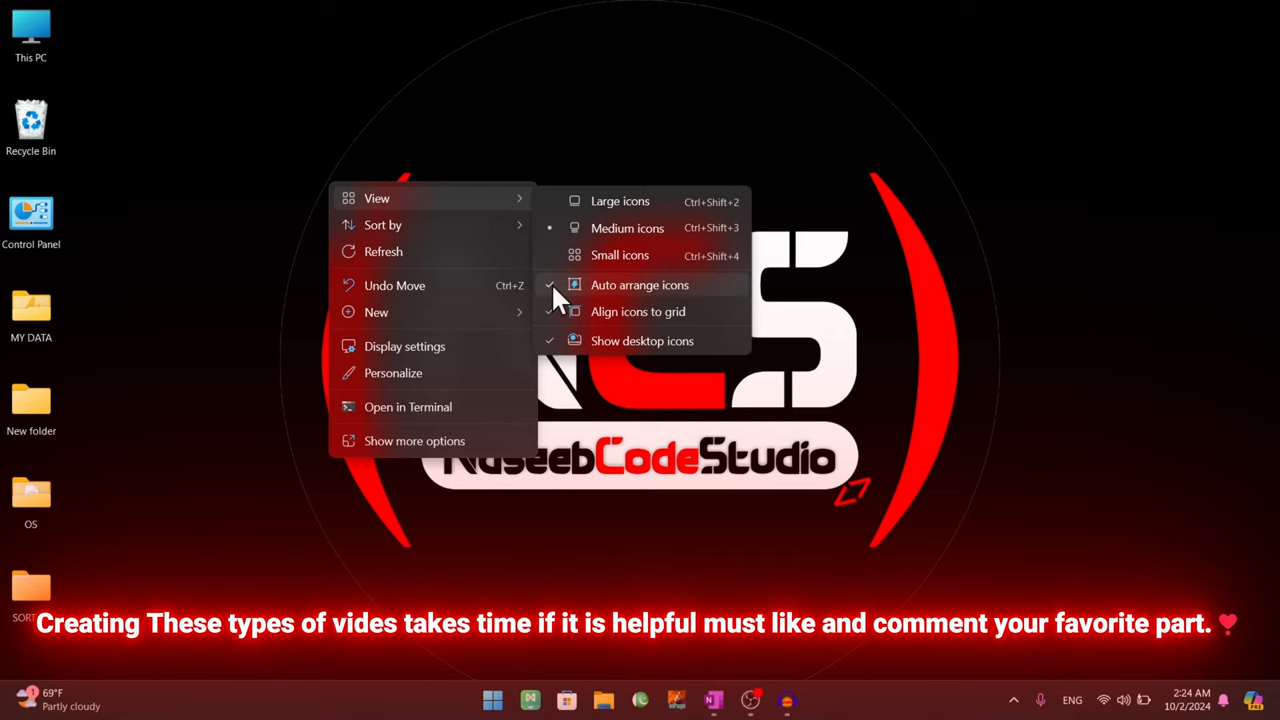 This PC
Recycle Bin
Control Panel
MY DATA
New folder
OS
SOR
View
Sort by
Refresh
Undo Move Ctrl+Z
New
Display settings
Personalize
Open in Terminal
Show more options
Large icons Ctrl+Shift+2
Medium icons Ctrl+Shift+3
Small icons Ctrl+Shift+4
Auto arrange icons
Align icons to grid
Show desktop icons
NaseebCodeStudio
Creating These types of vides takes time if it is helpful must like and comment your favorite part.
1
69°F
Partly cloudy
ENG
2:24 AM
10/2/2024
PRE